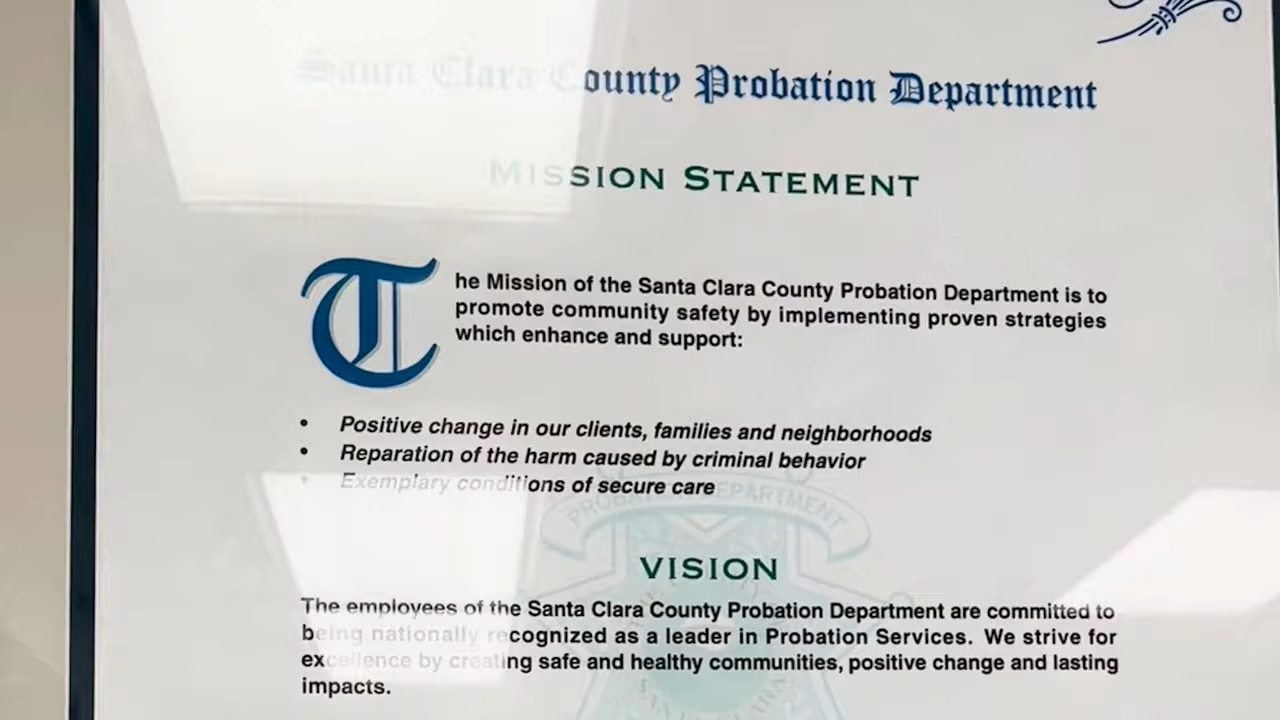 Santa Clara County Probation Department
MISSION STATEMENT
The Mission of the Santa Clara County Probation Department is to
promote community safety by implementing proven strategies
which enhance and support:
• Positive change in our clients, families and neighborhoods
• Reparation of the harm caused by criminal behavior
• Exemplary conditions of secure care
PROBATION DEPARTMENT
VISION
The employees of the Santa Clara County Probation Department are committed to
being nationally recognized as a leader in Probation Services. We strive for
excellence by creating safe and healthy communities, positive change and lasting
impacts.
SANTA CLARA